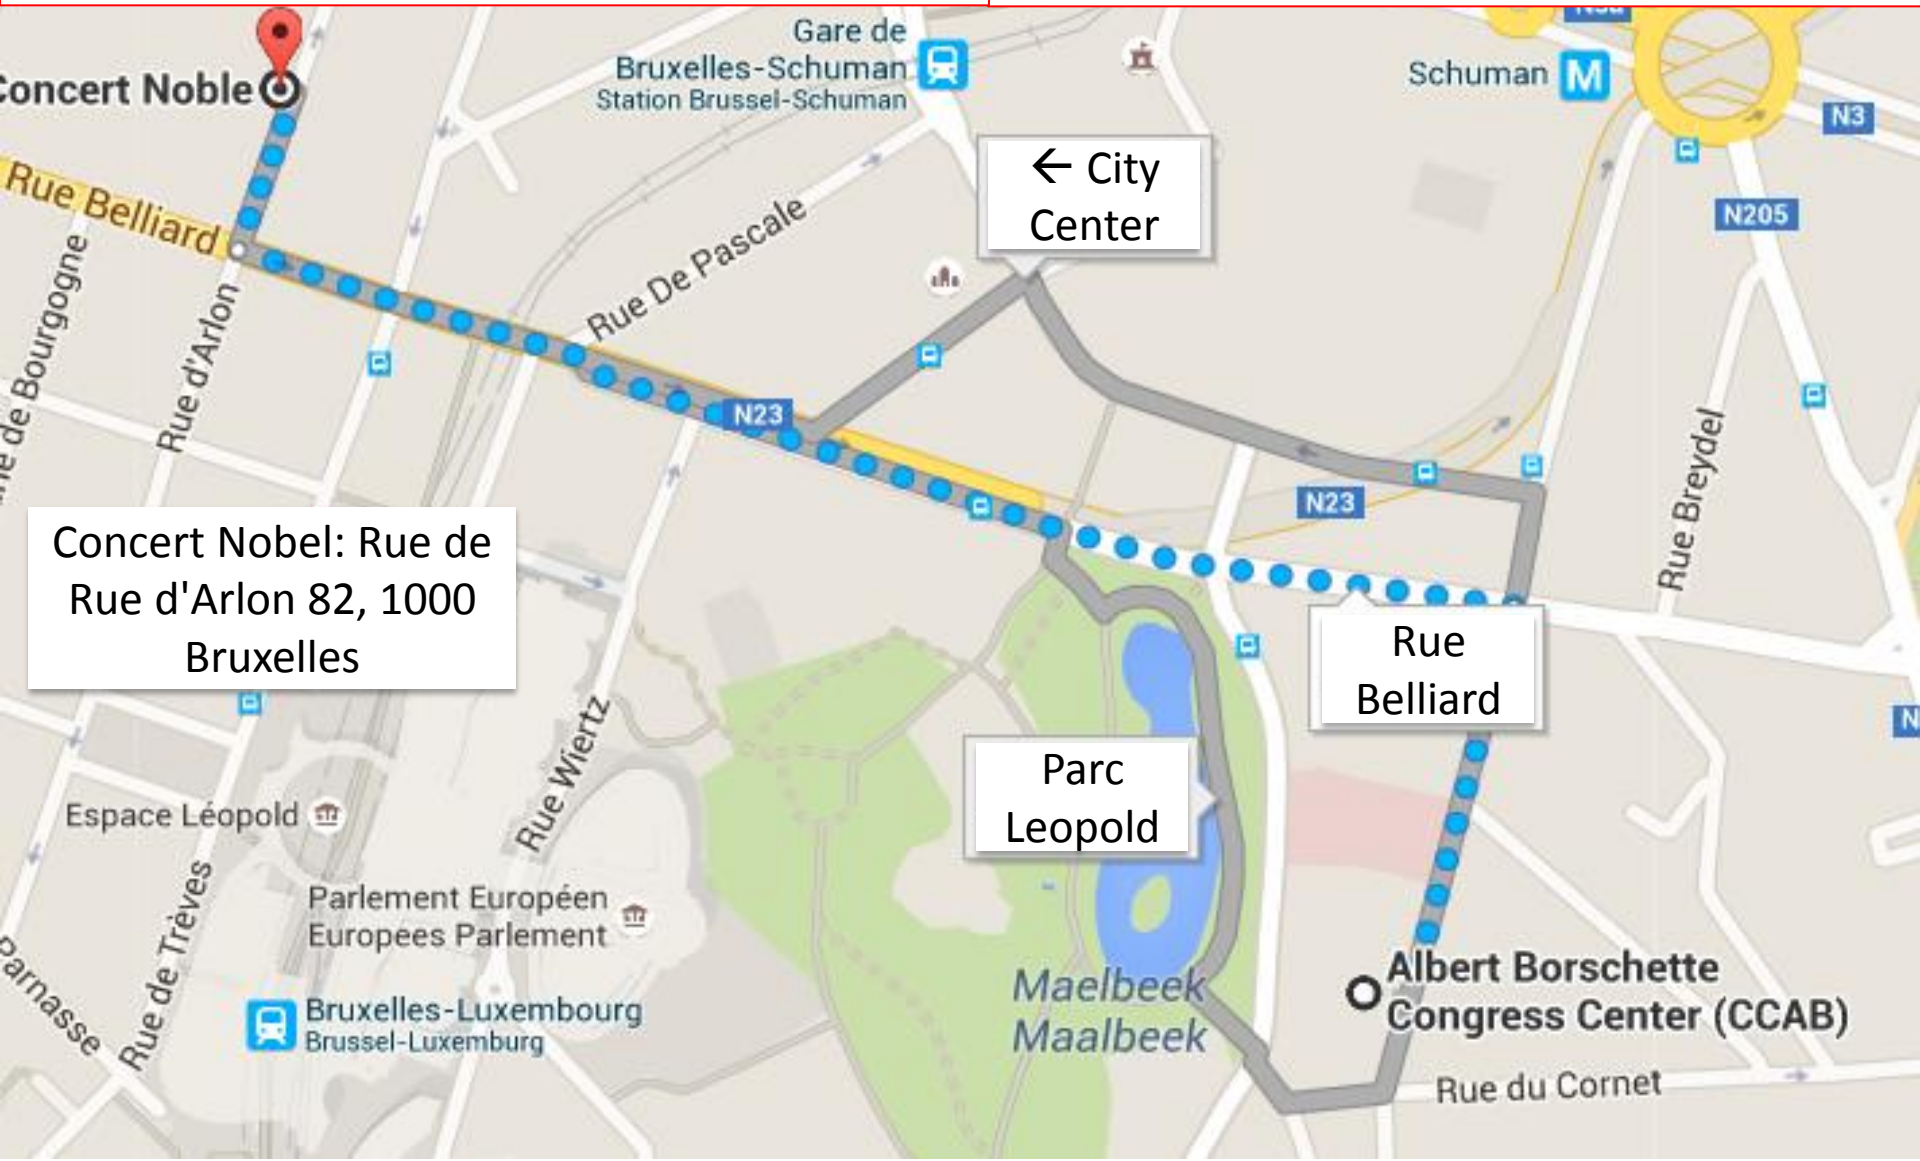 Concert Noble
Gare de
Bruxelles-Schuman
Station Brussel-Schuman
Schuman M
N3
N205
← City
Center
Rue Belliard
Rue De Pascale
de Bourgogne
Rue d'Arlon
N23
N23
Rue Breydel
Concert Nobel: Rue de
Rue d'Arlon 82, 1000
Bruxelles
Rue
Belliard
Parc
Leopold
Rue Wiertz
Espace Léopold
Rue de Trèves
Parlement Européen
Europees Parlement
Parnasse
Bruxelles-Luxembourg
Brussel-Luxemburg
Maelbeek
Maalbeek
Albert Borschette
Congress Center (CCAB)
Rue du Cornet